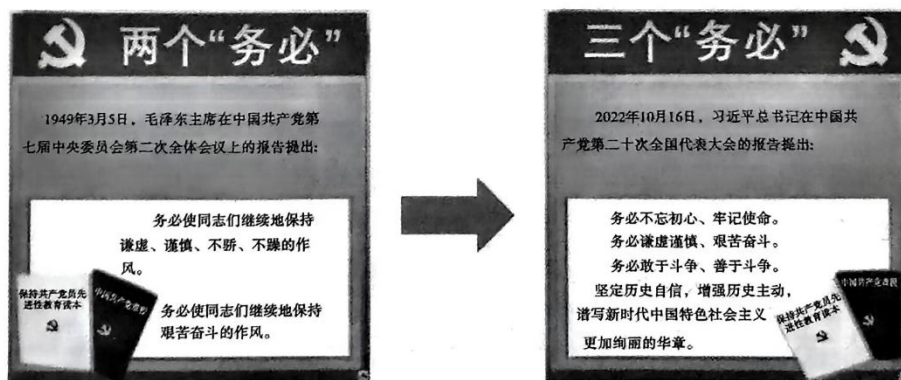 两个“务必”
1949年3月5日，毛泽东主席在中国共产党第
七届中央委员会第二次全体会议上的报告提出:
务必使同志们继续地保持
谦虚、谨慎、不骄、不躁的作
风。
务必使同志们继续地保持
艰苦奋斗的作风。
保持共产党员先
进性教育读本
中国共产党章程
三个“务必”
2022年10月16日，习近平总书记在中国共
产党第二十次全国代表大会的报告提出:
务必不忘初心、牢记使命。
务必谦虚谨慎、艰苦奋斗。
务必敢于斗争、善于斗争。
坚定历史自信，增强历史主动，
谱写新时代中国特色社会主义
更加绚丽的华章。
保持共产党员先
进性教育读本
中国共产党章程